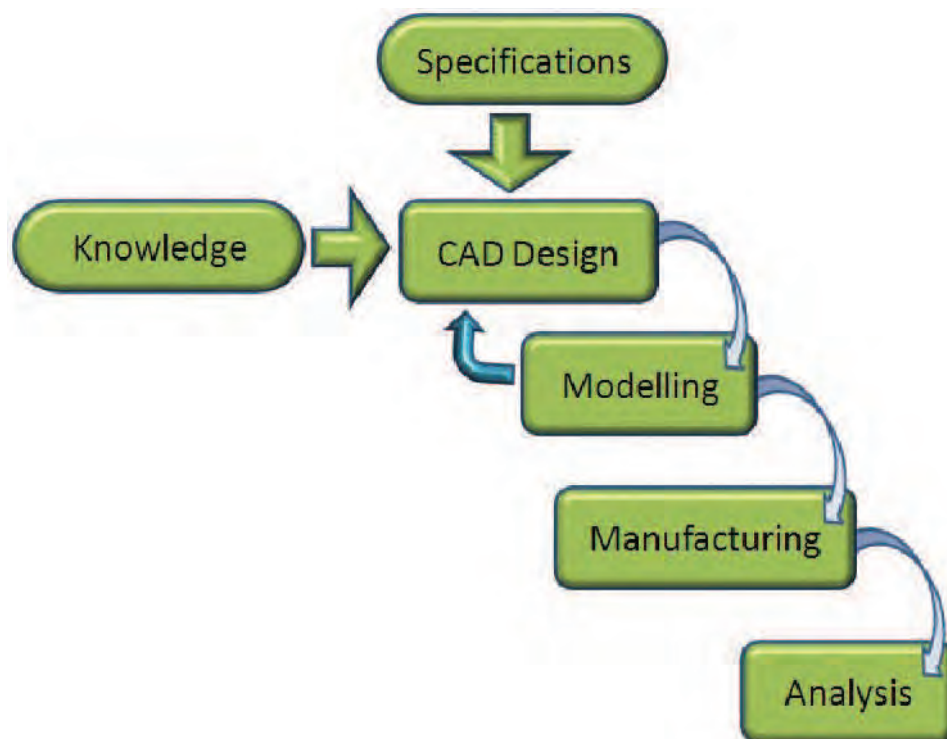 Specifications
Knowledge
CAD Design
Modelling
Manufacturing
Analysis